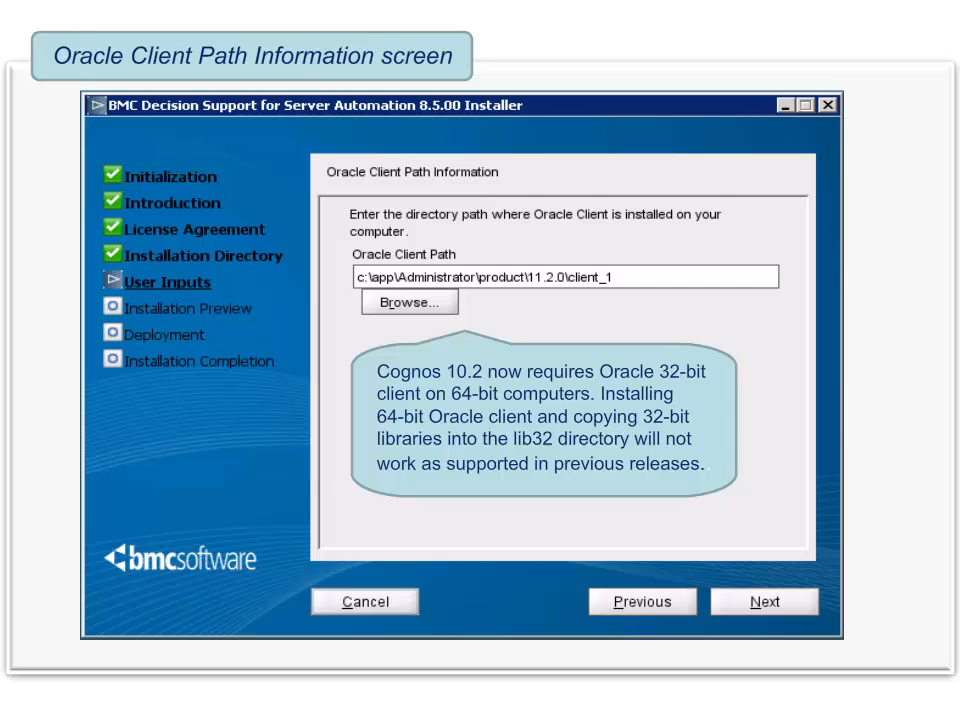 Oracle Client Path Information screen
BMC Decision Support for Server Automation 8.5.00 Installer
Initialization
Introduction
License Agreement
Installation Directory
User Inputs
Installation Preview
Deployment
Installation Completion
Oracle Client Path Information
Enter the directory path where Oracle Client is installed on your
computer.
Oracle Client Path
c:\app\Administrator\product\11.2.0\client_1
Browse...
Cognos 10.2 now requires Oracle 32-bit
client on 64-bit computers. Installing
64-bit Oracle client and copying 32-bit
libraries into the lib32 directory will not
work as supported in previous releases..
bmcsoftware
Cancel
Previous
Next